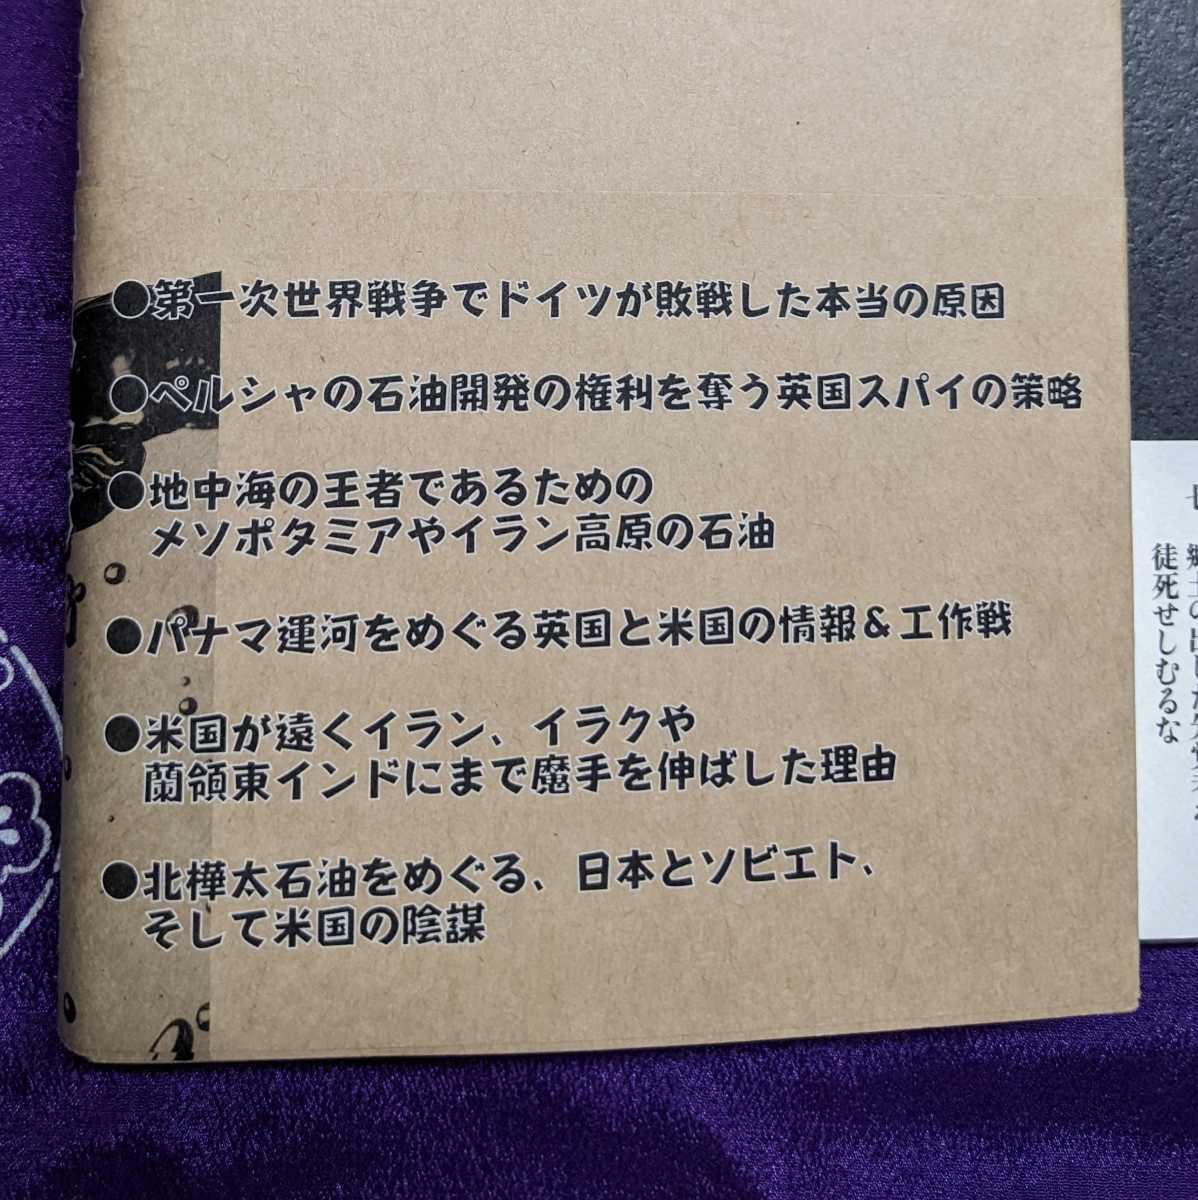 ●第一次世界戦争でドイツが敗戦した本当の原因
●ペルシャの石油開発の権利を奪う英国スパイの策略
●地中海の王者であるための
メソポタミアやイラン高原の石油
●パナマ運河をめぐる英国と米国の情報＆工作戦
●米国が遠くイラン、イラクや
蘭領東インドにまで魔手を伸ばした理由
●北樺太石油をめぐる、日本とソビエト、
そして米国の陰謀
徒死せしむるな